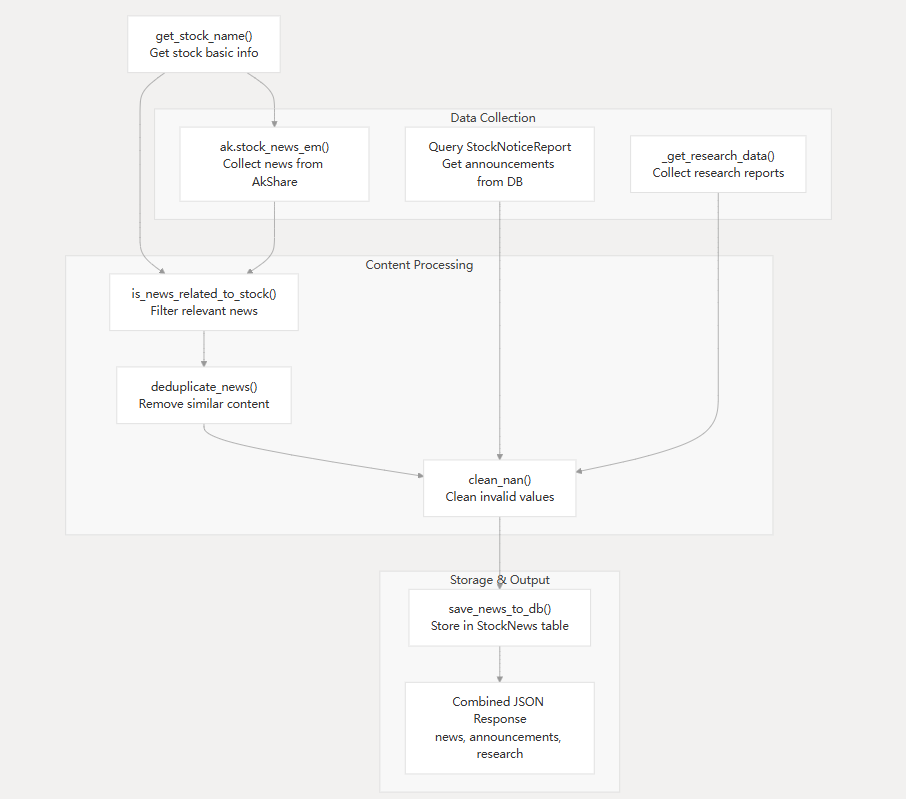 get_stock_name()
Get stock basic info
Data Collection
ak.stock_news_em()
Collect news from
AkShare
Query StockNoticeReport
Get announcements
from DB
_get_research_data()
Collect research reports
Content Processing
is_news_related_to_stock()
Filter relevant news
deduplicate_news()
Remove similar content
clean_nan()
Clean invalid values
Storage & Output
save_news_to_db()
Store in StockNews table
Combined JSON
Response
news, announcements,
research